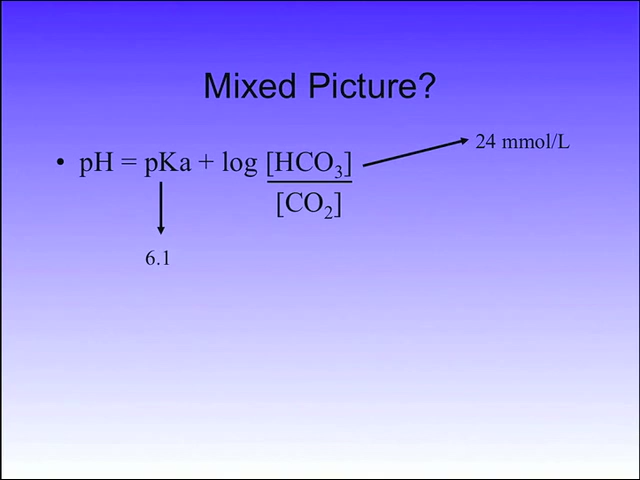 Mixed Picture?
• pH = pKa + log [HCO₃]
[CO₂]
24 mmol/L
6.1